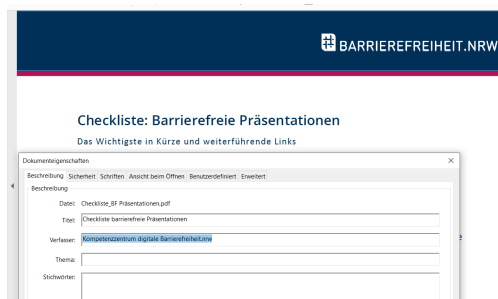 BARRIEREFREIHEIT.NRW
Checkliste: Barrierefreie Präsentationen
Das Wichtigste in Kürze und weiterführende Links
Dokumenteigenschaften
Beschreibung Sicherheit Schriften Ansicht beim Öffnen Benutzerdefiniert Erweitert
Beschreibung
Datei: Checkliste_BF Präsentationen.pdf
Titel: Checkliste barrierefreie Präsentationen
Verfasser: Kompetenzzentrum digitale Barrierefreiheit.nrw
Thema:
Stichwörter: